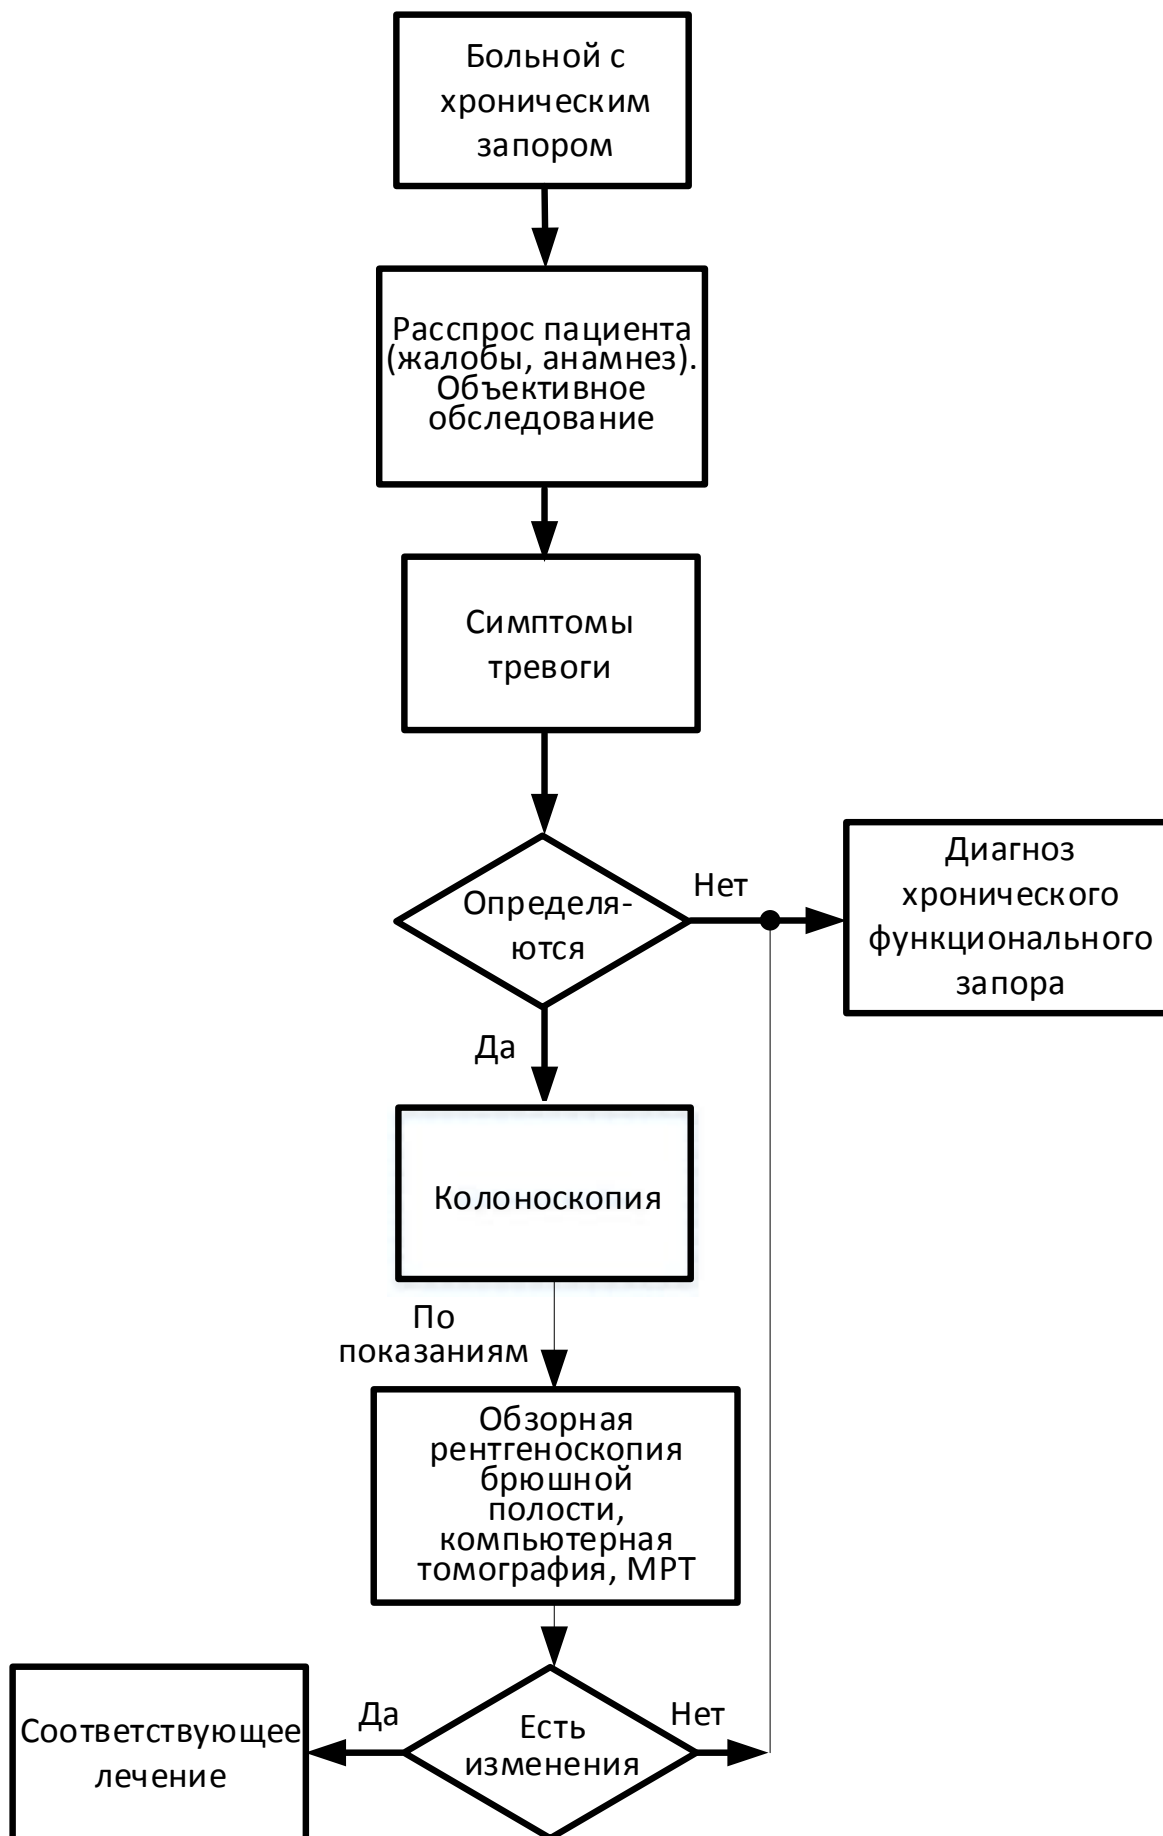 Больной с
хроническим
запором
Расспрос пациента
(жалобы, анамнез).
Объективное
обследование
Симптомы
тревоги
Определя-
ются
Нет
Диагноз
хронического
функционального
запора
Да
Колоноскопия
По
показаниям
Обзорная
рентгеноскопия
брюшной
полости,
компьютерная
томография, МРТ
Есть
изменения
Да
Нет
Соответствующее
лечение